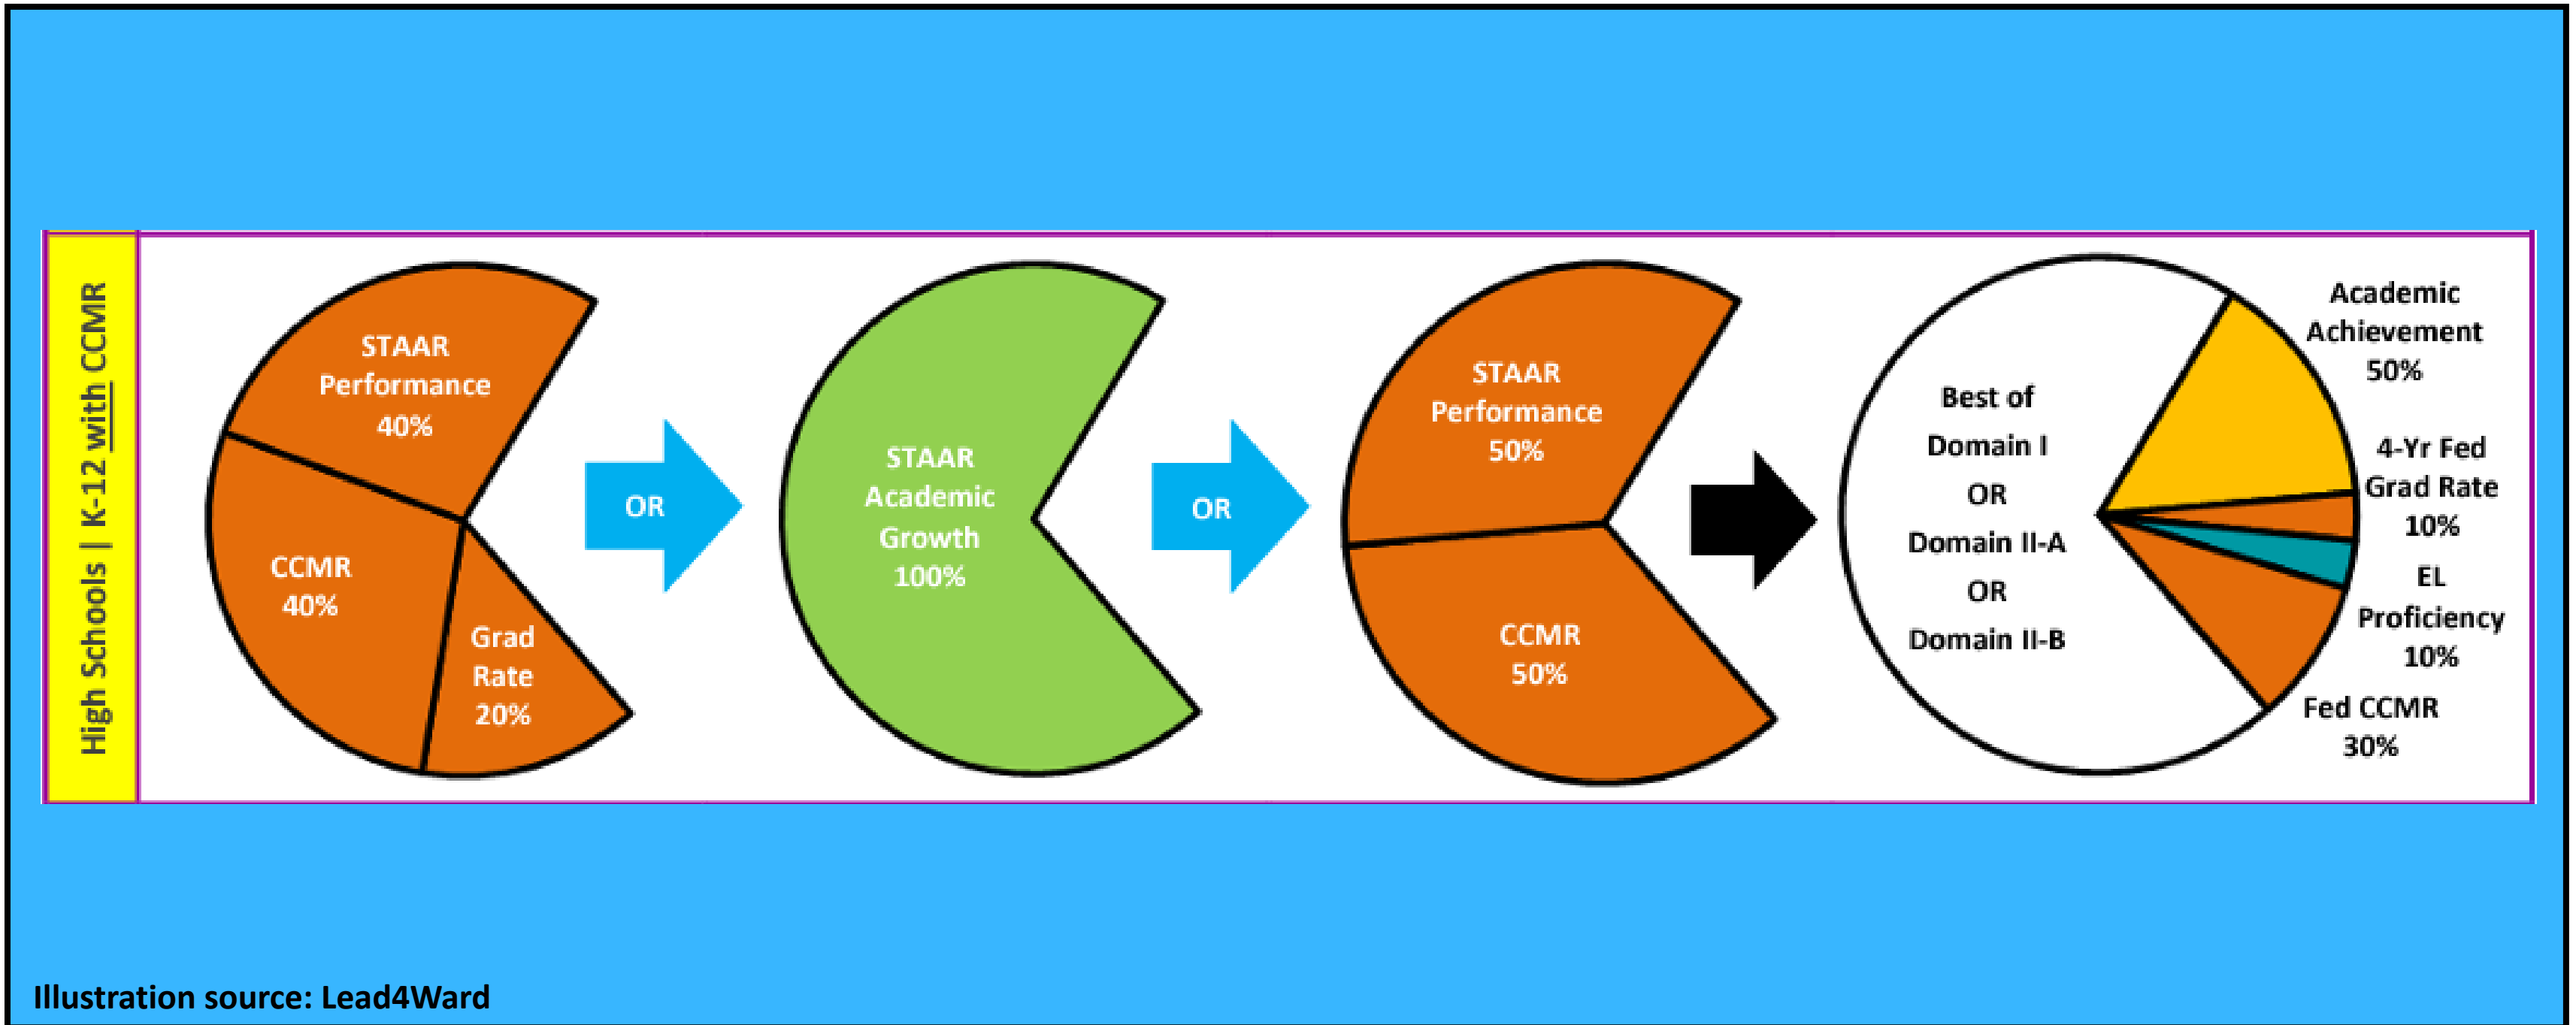 High Schools | K-12 with CCMR
STAAR
Performance
40%
CCMR
40%
Grad
Rate
20%
OR
STAAR
Academic
Growth
100%
OR
STAAR
Performance
50%
CCMR
50%
Best of
Domain I
OR
Domain II-A
OR
Domain II-B
Academic
Achievement
50%
4-Yr Fed
Grad Rate
10%
EL
Proficiency
10%
Fed CCMR
30%
Illustration source: Lead4Ward